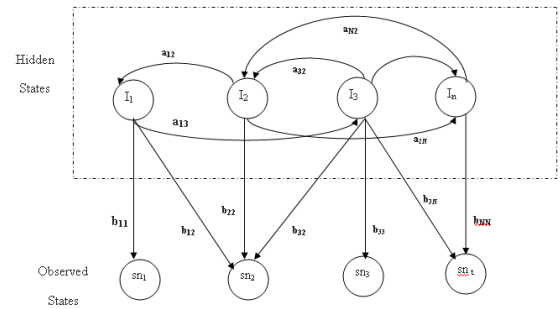 Hidden
States
a12
a32
aN2
I1
I2
I3
In
a13
a2N
b11
b12
b22
b32
b33
b3N
bNN
Observed
States
sn1
sn2
sn3
sn t